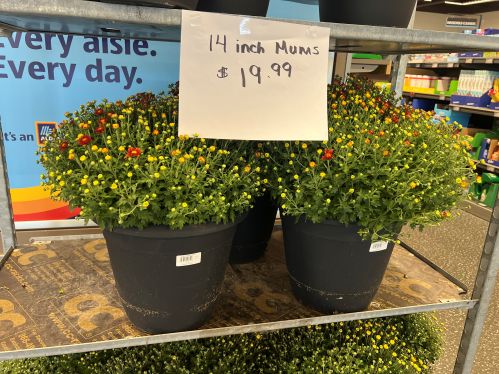 every aisle.
Every day.
14 inch Mums
$ 19.99
It's an